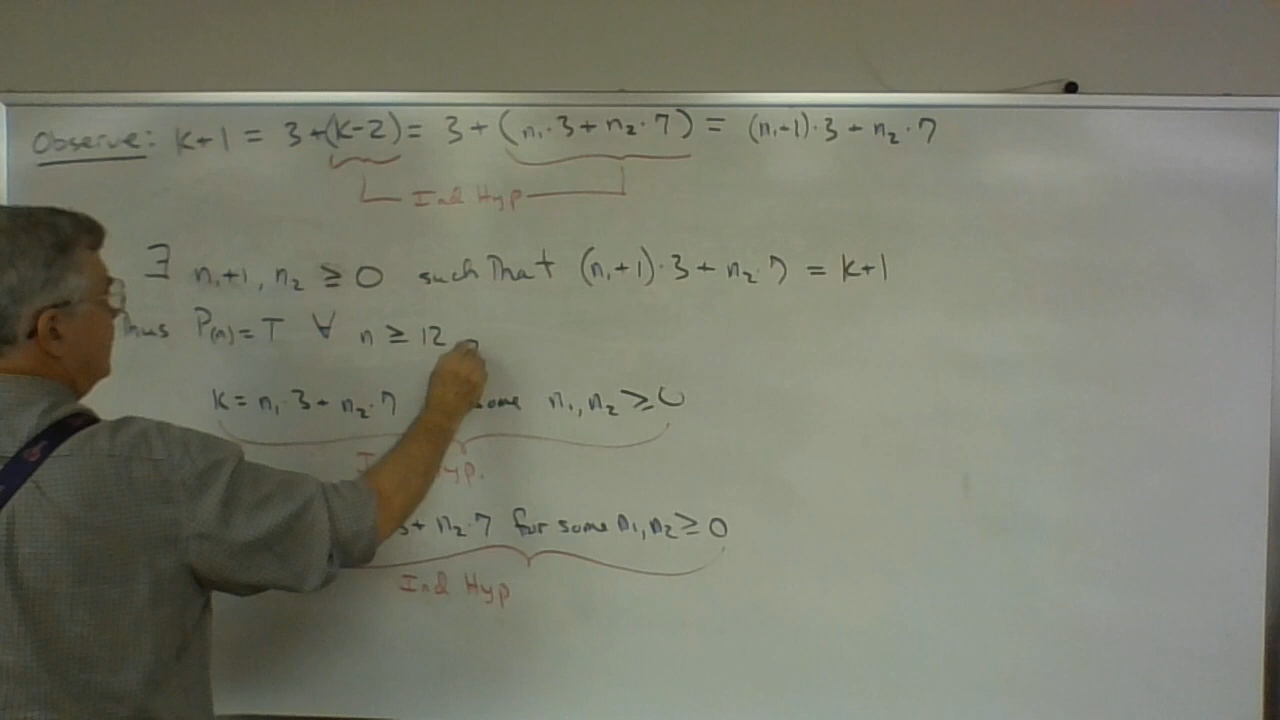 Observe: k+1 = 3+(k-2) = 3 + (n₁·3 + n₂·7) = (n₁+1)·3 + n₂·7
Ind Hyp
∃ n₁+1, n₂ ≥ 0 such that (n₁+1)·3 + n₂·7 = k+1
Thus P(n) = T ∀ n ≥ 12
k = n₁·3 + n₂·7 some n₁, n₂ ≥ 0
Hyp.
3 + n₂·7 for some n₁, n₂ ≥ 0
Ind Hyp